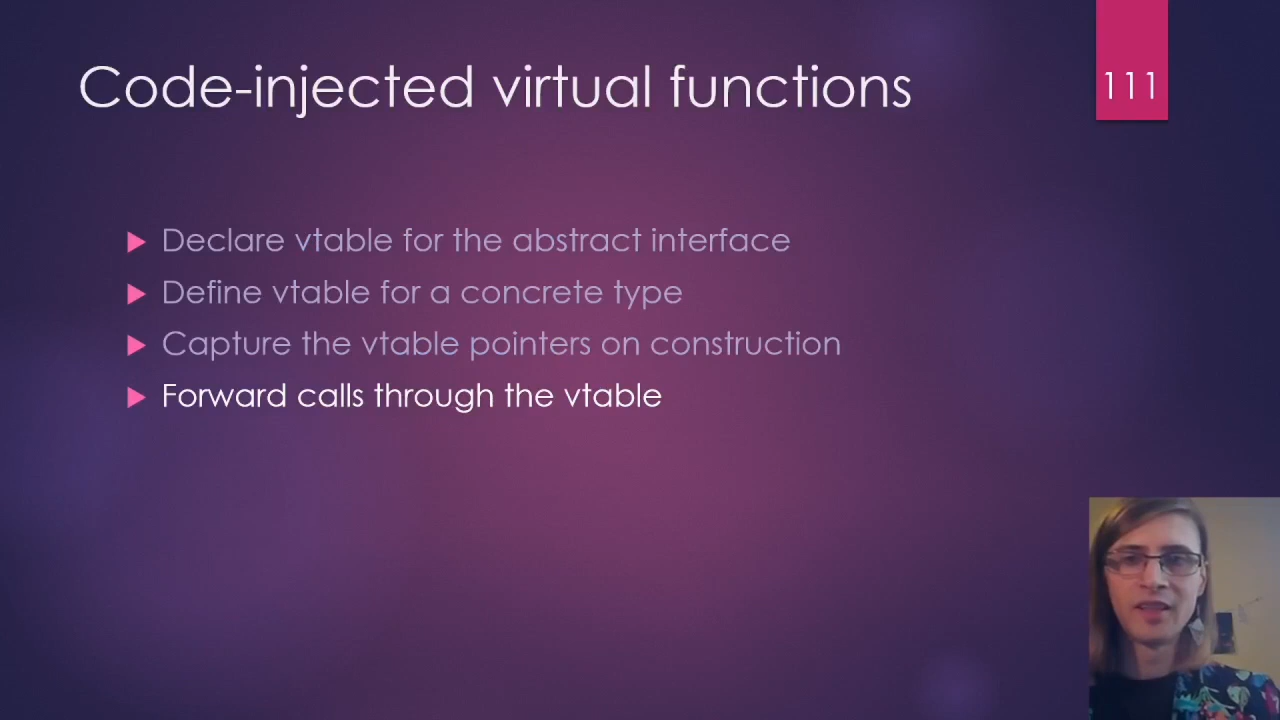 Code-injected virtual functions
111
Declare vtable for the abstract interface
Define vtable for a concrete type
Capture the vtable pointers on construction
Forward calls through the vtable